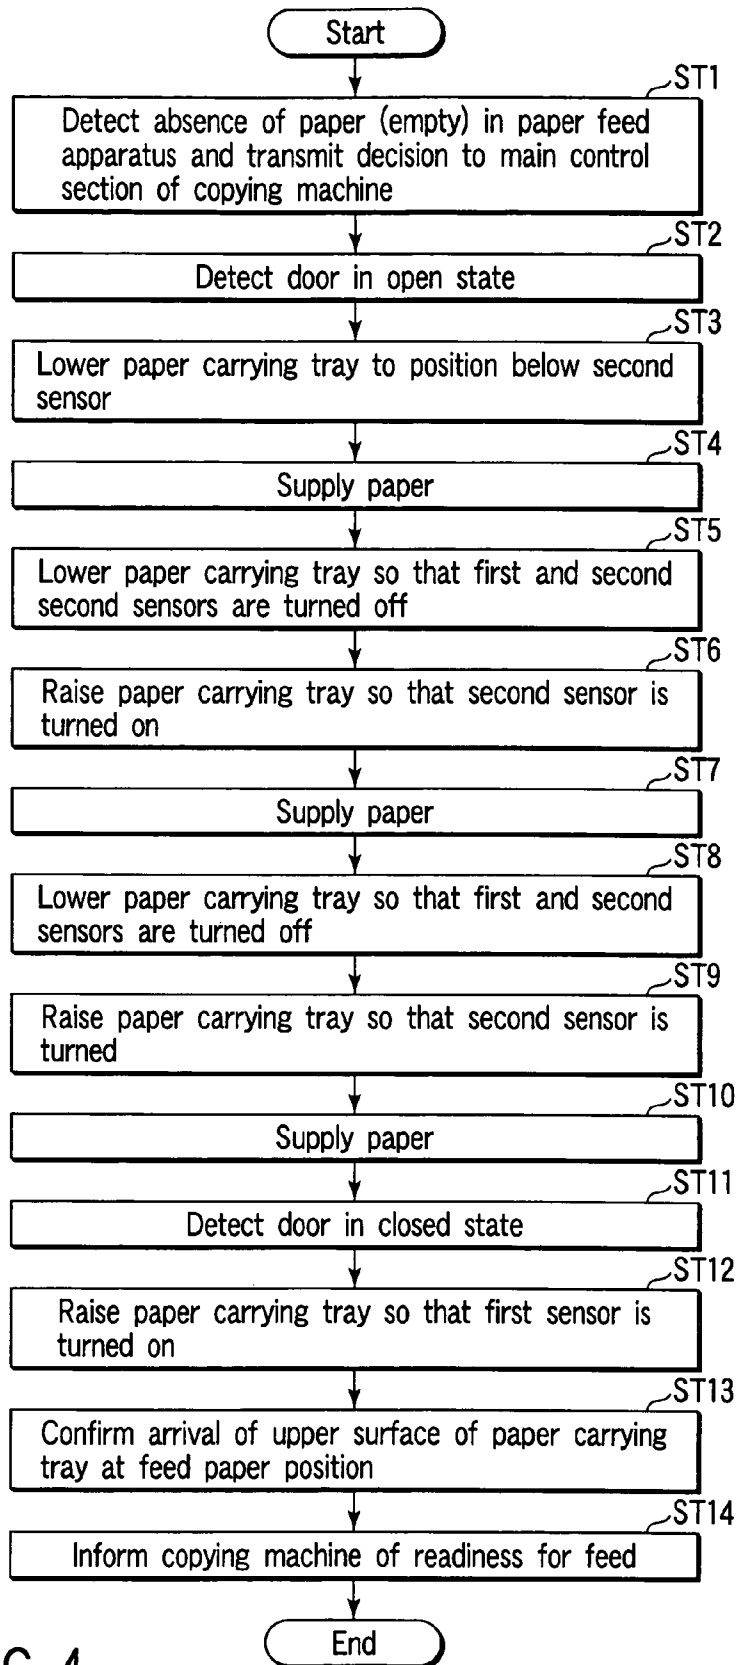 Start
ST1
Detect absence of paper (empty) in paper feed
apparatus and transmit decision to main control
section of copying machine
ST2
Detect door in open state
ST3
Lower paper carrying tray to position below second
sensor
ST4
Supply paper
ST5
Lower paper carrying tray so that first and second
second sensors are turned off
ST6
Raise paper carrying tray so that second sensor is
turned on
ST7
Supply paper
ST8
Lower paper carrying tray so that first and second
sensors are turned off
ST9
Raise paper carrying tray so that second sensor is
turned
ST10
Supply paper
ST11
Detect door in closed state
ST12
Raise paper carrying tray so that first sensor is
turned on
ST13
Confirm arrival of upper surface of paper carrying
tray at feed paper position
ST14
Inform copying machine of readiness for feed
End